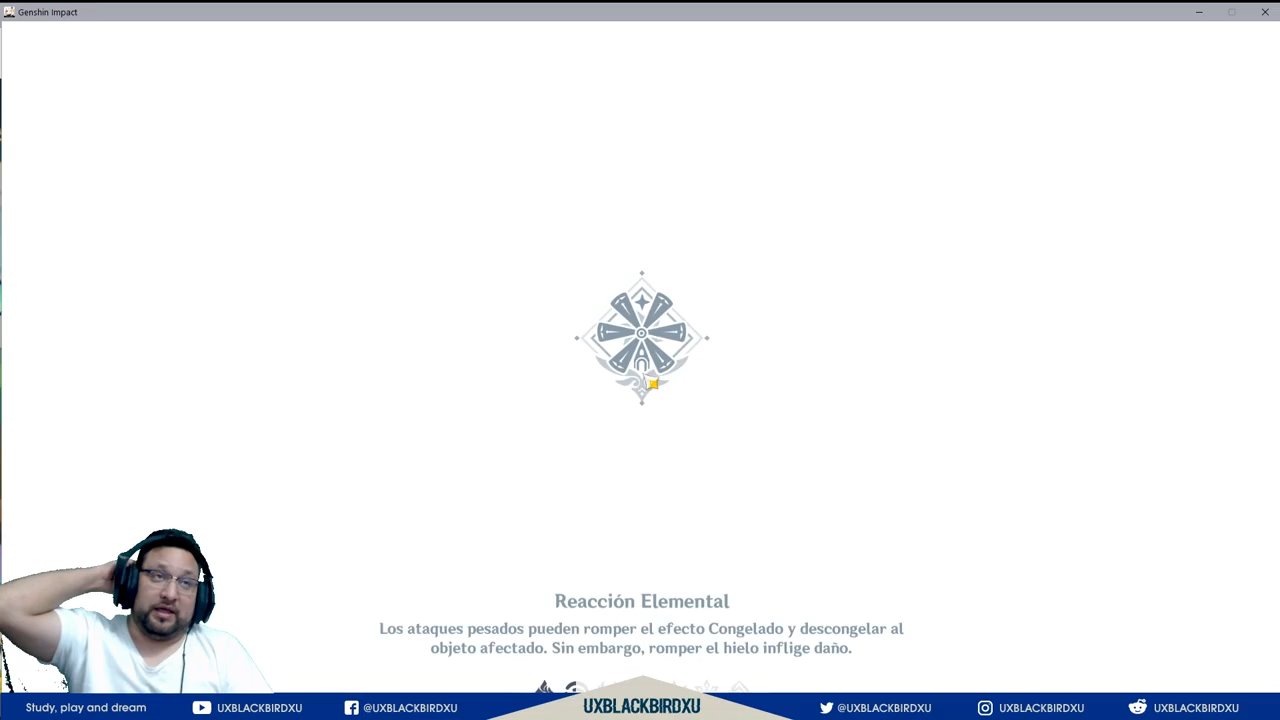 Genshin Impact
Reacción Elemental
Los ataques pesados pueden romper el efecto Congelado y descongelar al
objeto afectado. Sin embargo, romper el hielo inflige daño.
Study, play and dream
UXBLACKBIRDXU
@UXBLACKBIRDXU
UXBLACKBIRDXU
@UXBLACKBIRDXU
UXBLACKBIRDXU
UXBLACKBIRDXU